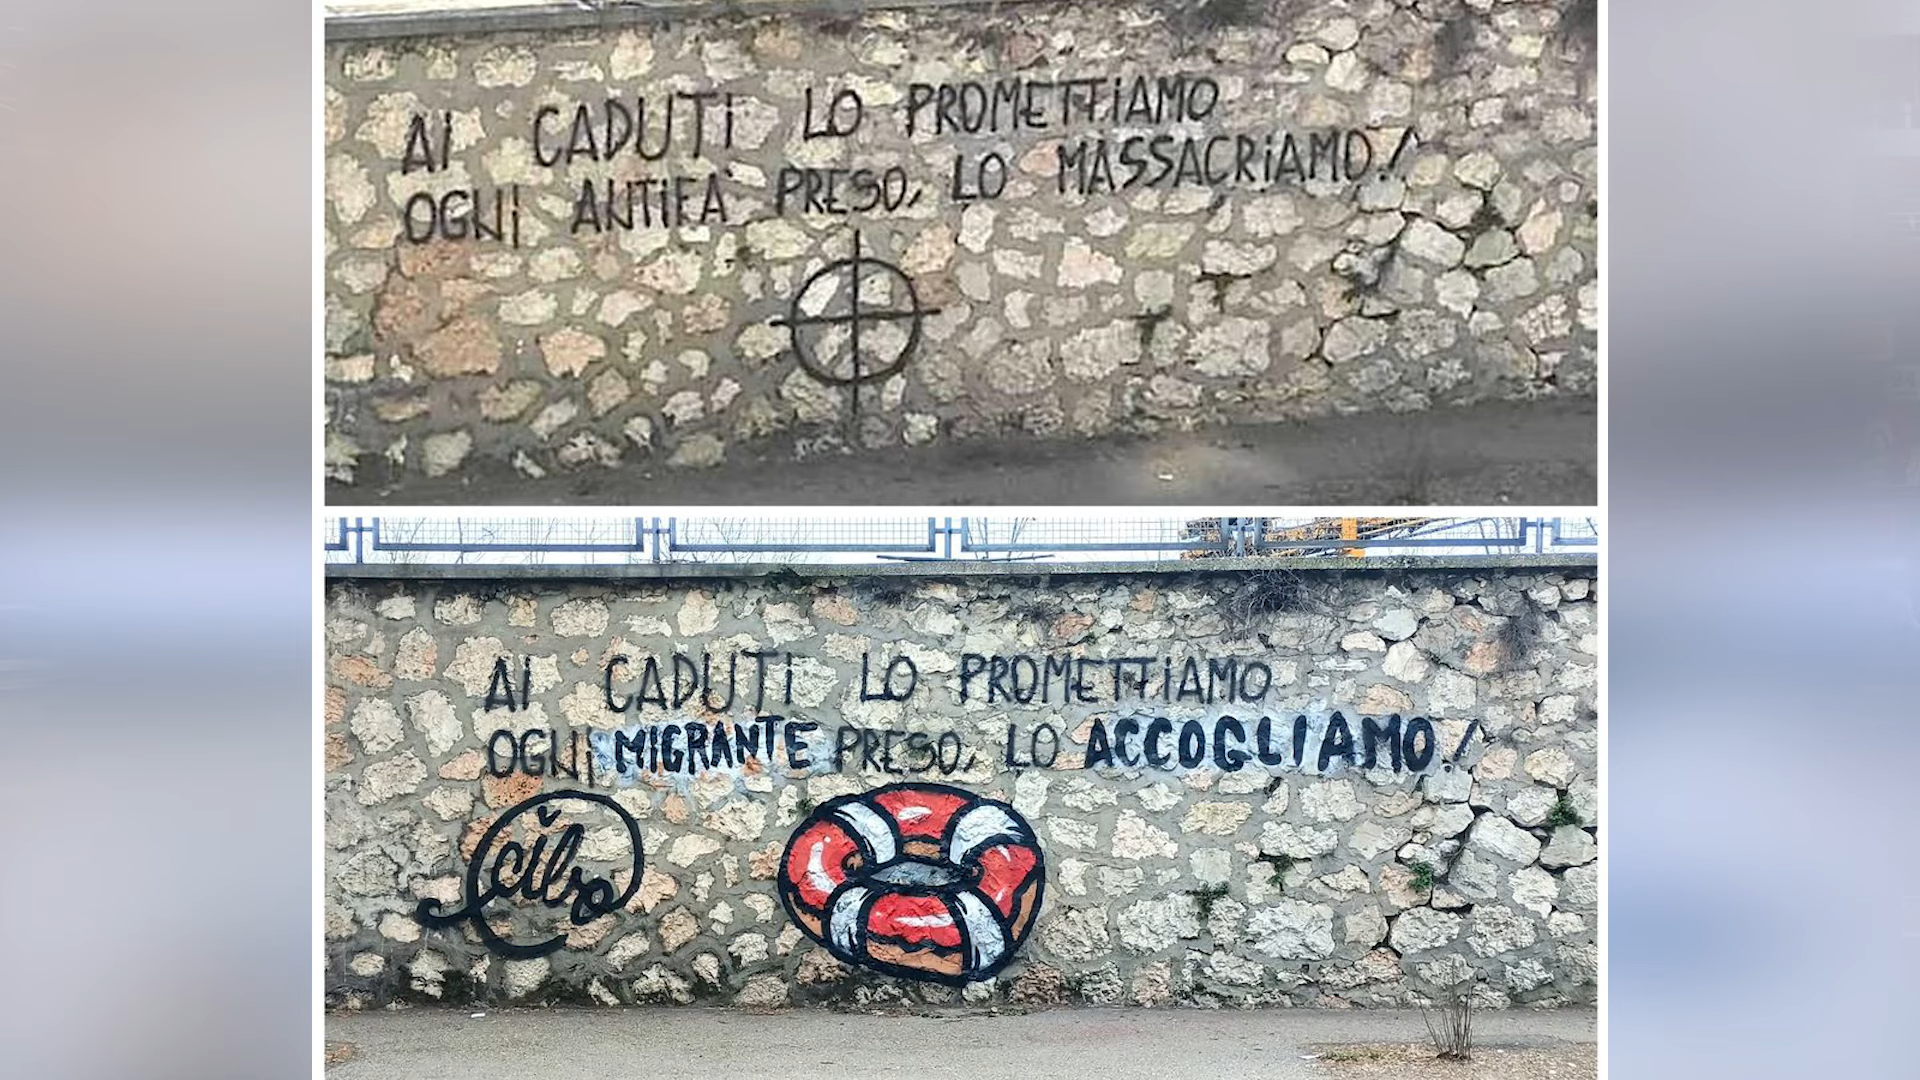 AI CADUTI LO PROMETTIAMO
OGNI ANTIFA PRESO, LO MASSACRIAMO!
AI CADUTI LO PROMETTIAMO
OGNI MIGRANTE PRESO, LO ACCOGLIAMO!
cibo